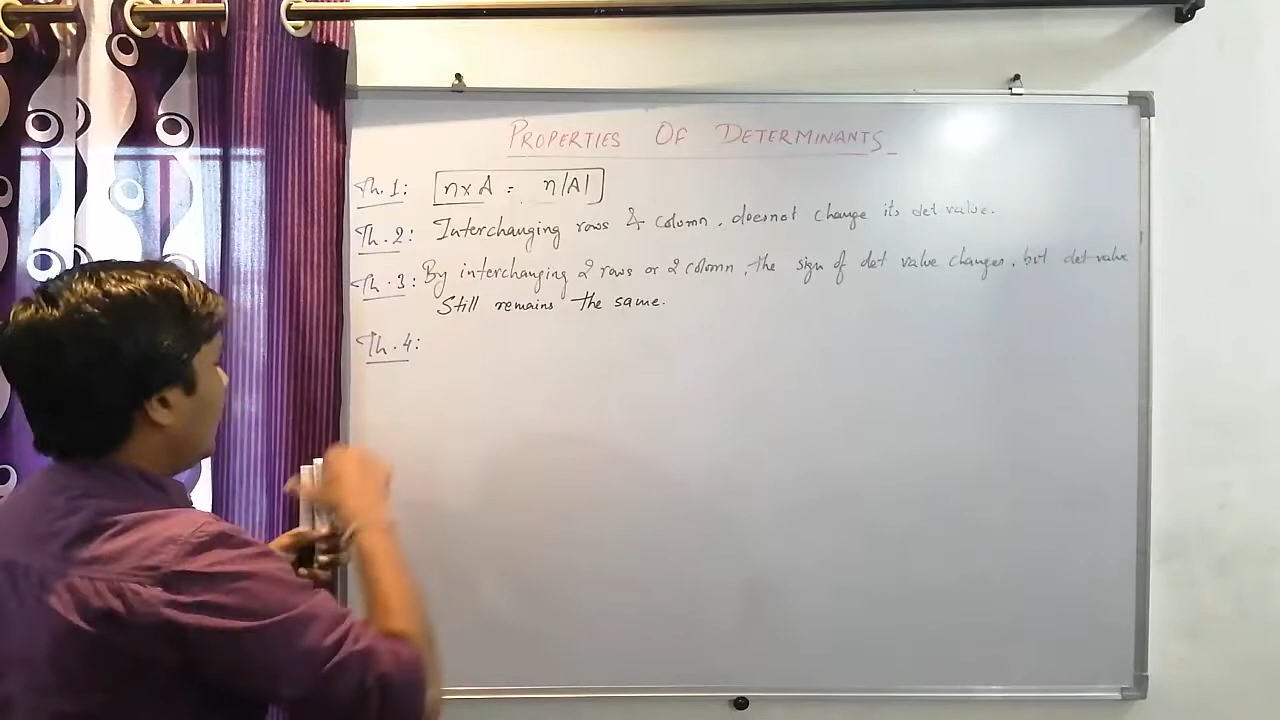 PROPERTIES OF DETERMINANTS
Th. 1: n x A = n|A|
Th. 2: Interchanging rows & column, doesnot change its det value.
Th. 3: By interchanging 2 rows or 2 column, the sign of det value changes, but det value
Still remains the same.
Th. 4: